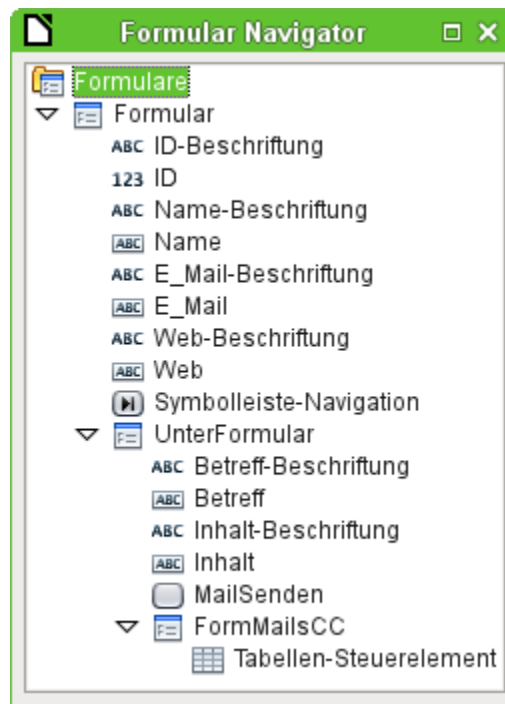 Formular Navigator
Formulare
Formular
ABC ID-Beschriftung
123 ID
ABC Name-Beschriftung
ABC Name
ABC E_Mail-Beschriftung
ABC E_Mail
ABC Web-Beschriftung
ABC Web
Symbolleiste-Navigation
UnterFormular
ABC Betreff-Beschriftung
ABC Betreff
ABC Inhalt-Beschriftung
ABC Inhalt
MailSenden
FormMailsCC
Tabellen-Steuerelement